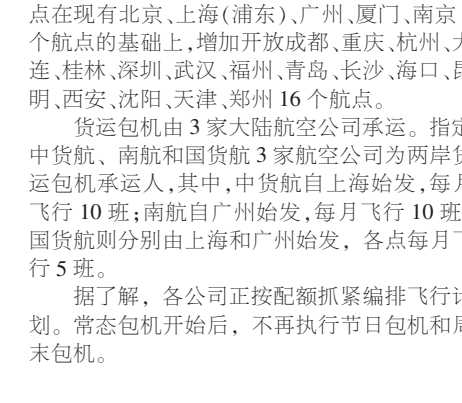 点在现有北京、上海(浦东)、广州、厦门、南京
个航点的基础上,增加开放成都、重庆、杭州、大
连、桂林、深圳、武汉、福州、青岛、长沙、海口、昆
明、西安、沈阳、天津、郑州 16 个航点。
货运包机由 3 家大陆航空公司承运。指定
中货航、南航和国货航 3 家航空公司为两岸货
运包机承运人,其中,中货航自上海始发,每月
飞行 10 班;南航自广州始发,每月飞行 10 班
国货航则分别由上海和广州始发，各点每月飞
行 5 班。
据了解，各公司正按配额抓紧编排飞行计
划。常态包机开始后，不再执行节日包机和周
末包机。